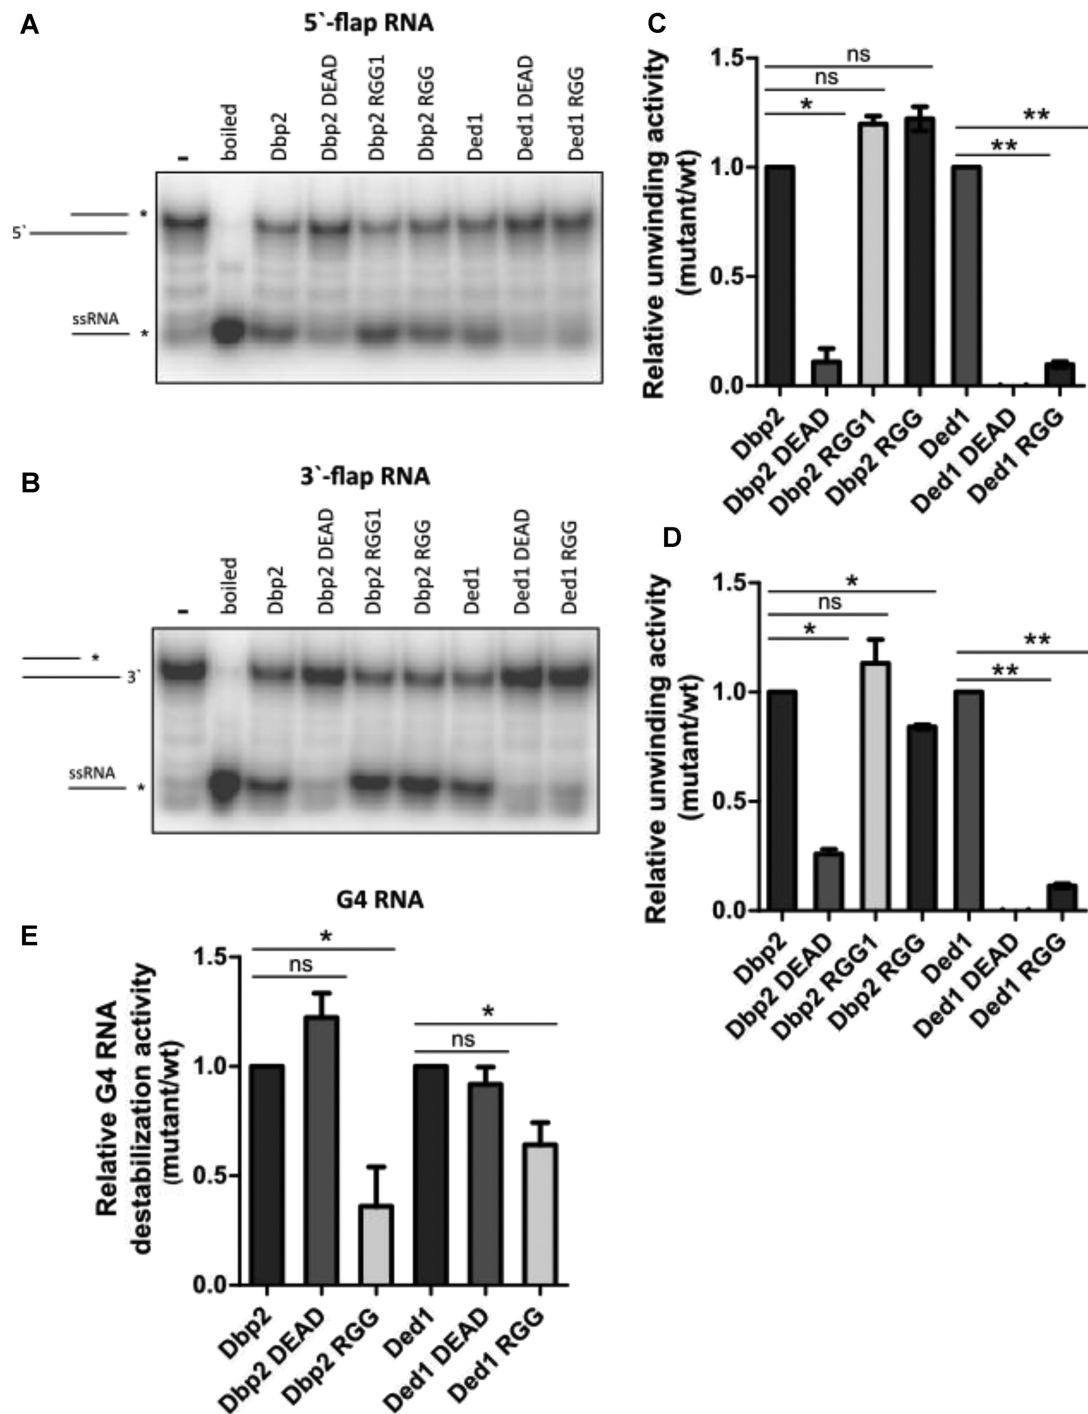 A
5`-flap RNA
-
boiled
Dbp2
Dbp2 DEAD
Dbp2 RGG1
Dbp2 RGG
Ded1
Ded1 DEAD
Ded1 RGG
*
5`
ssRNA
*
B
3`-flap RNA
-
boiled
Dbp2
Dbp2 DEAD
Dbp2 RGG1
Dbp2 RGG
Ded1
Ded1 DEAD
Ded1 RGG
*
3`
ssRNA
*
C
Relative unwinding activity
(mutant/wt)
1.5
1.0
0.5
0.0
ns
ns
*
**
**
Dbp2
Dbp2 DEAD
Dbp2 RGG1
Dbp2 RGG
Ded1
Ded1 DEAD
Ded1 RGG
D
Relative unwinding activity
(mutant/wt)
1.5
1.0
0.5
0.0
*
ns
*
**
**
Dbp2
Dbp2 DEAD
Dbp2 RGG1
Dbp2 RGG
Ded1
Ded1 DEAD
Ded1 RGG
E
G4 RNA
Relative G4 RNA
destabilization activity
(mutant/wt)
1.5
1.0
0.5
0.0
*
ns
*
ns
Dbp2
Dbp2 DEAD
Dbp2 RGG
Ded1
Ded1 DEAD
Ded1 RGG